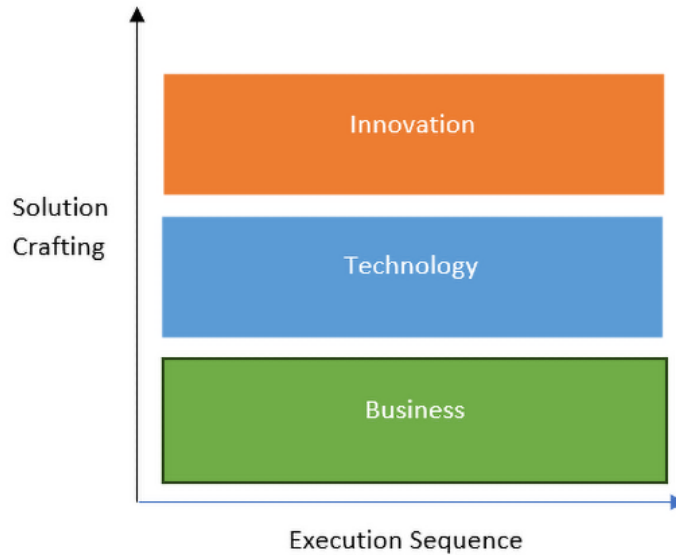 Innovation
Solution
Crafting
Technology
Business
Execution Sequence